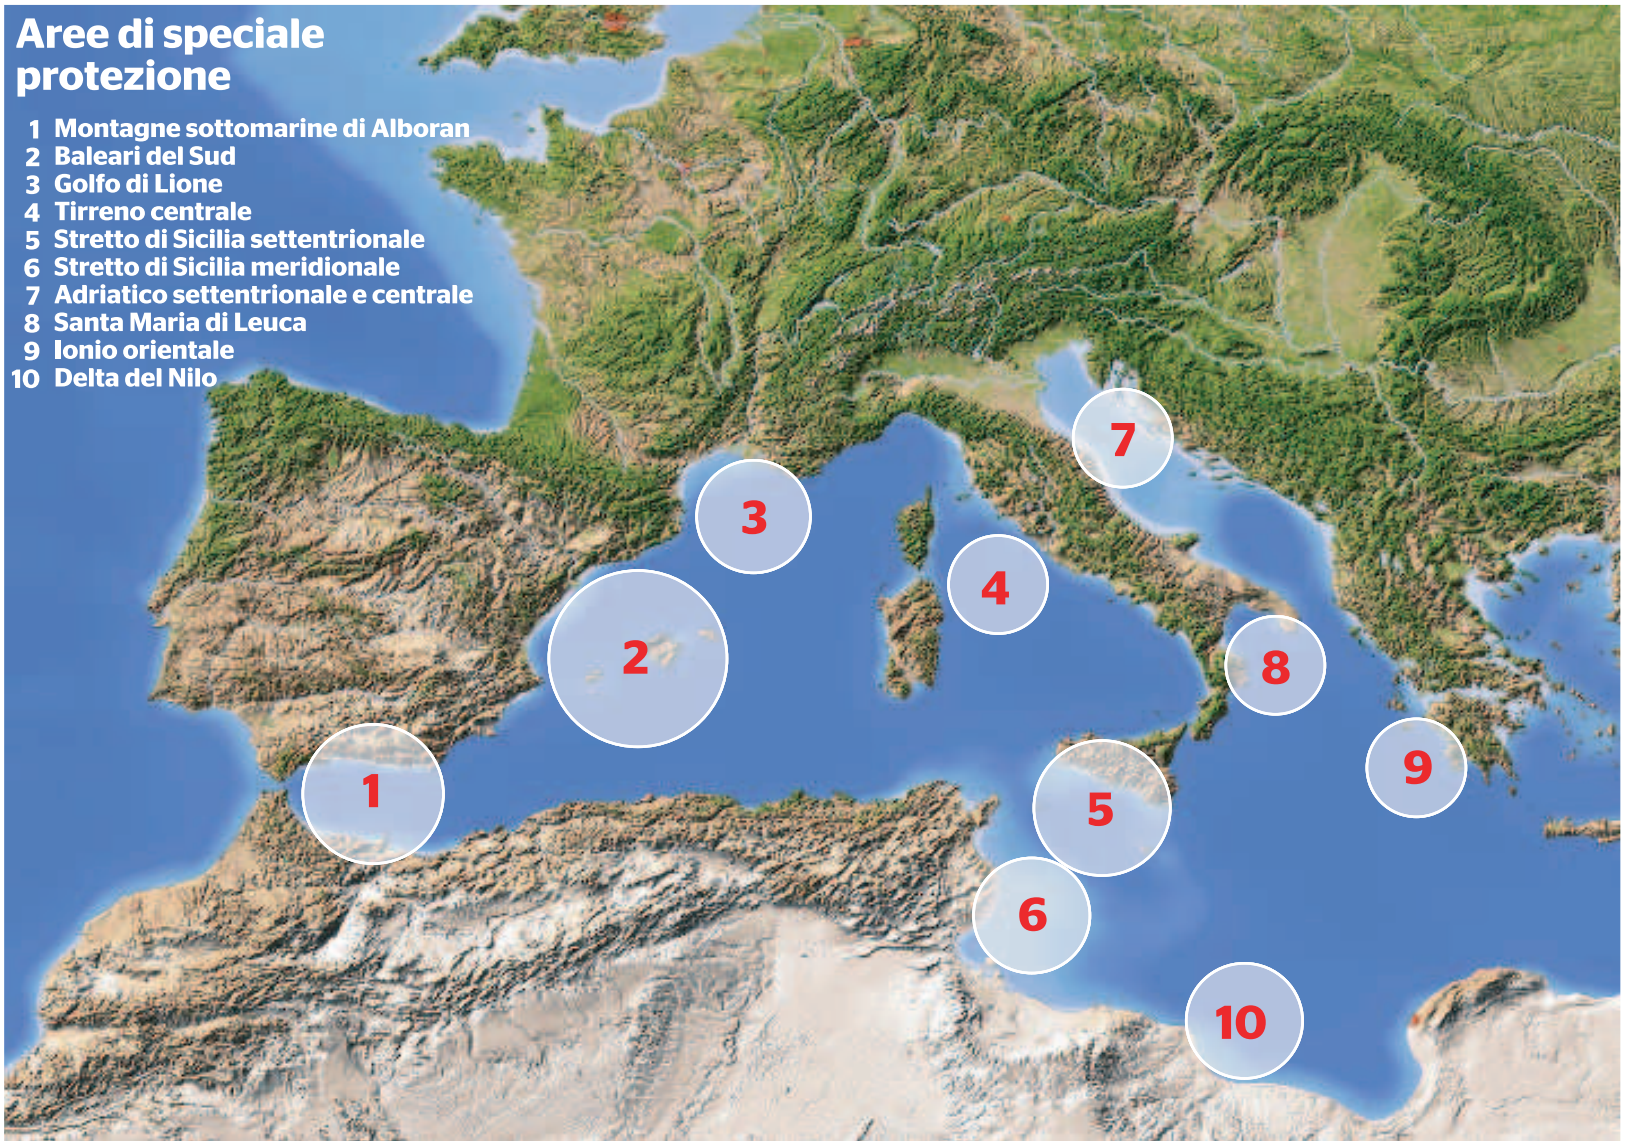 Aree di speciale
protezione
1 Montagne sottomarine di Alboran
2 Baleari del Sud
3 Golfo di Lione
4 Tirreno centrale
5 Stretto di Sicilia settentrionale
6 Stretto di Sicilia meridionale
7 Adriatico settentrionale e centrale
8 Santa Maria di Leuca
9 Ionio orientale
10 Delta del Nilo
7
3
4
2
8
9
1
5
6
10